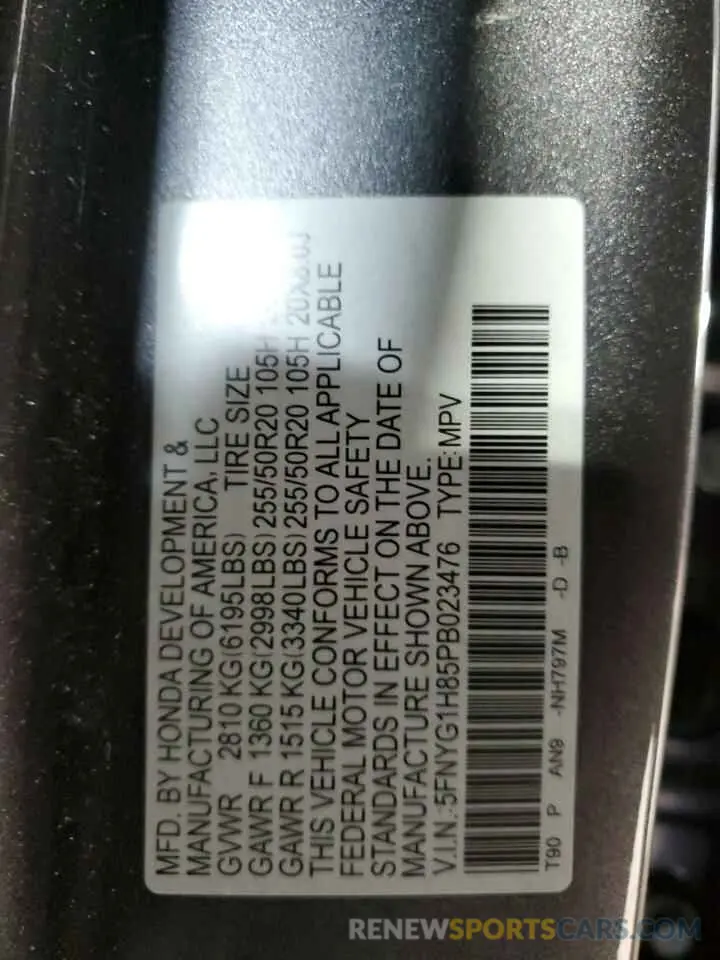 MFD. BY HONDA DEVELOPMENT &
MANUFACTURING OF AMERICA, LLC
GVWR 2810 KG(6195LBS) TIRE SIZE
GAWR F 1360 KG(2998LBS) 255/50R20 105H
GAWR R 1515 KG(3340LBS) 255/50R20 105H 20X8.0J
THIS VEHICLE CONFORMS TO ALL APPLICABLE
FEDERAL MOTOR VEHICLE SAFETY
STANDARDS IN EFFECT ON THE DATE OF
MANUFACTURE SHOWN ABOVE.
V.I.N.:5FNYG1H85PB023476 TYPE:MPV
T90 P AN9 -NH797M -D -B
RENEWSPORTSCARS.COM